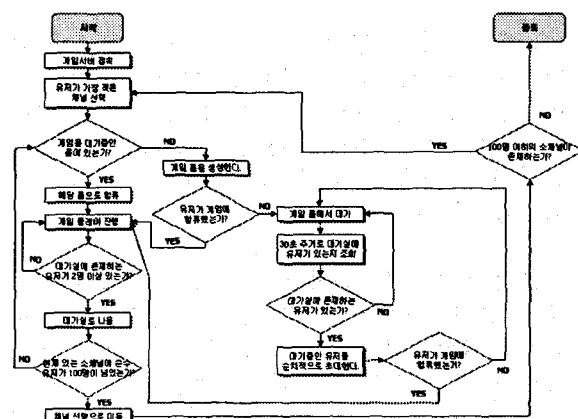 시작
종료
게임서버 접속
유저가 가장 적은
채널 선택
NO
게임을 대기중인
룸이 있는가?
NO
YES
100명 이하의 소채널이
존재하는가?
게임 룸을 생성한다.
YES
해당 룸으로 합류
유저가 게임에
합류했는가?
NO
게임 룸에서 대기
게임 플레이 진행
YES
30초 주기로 대기실에
유저가 있는지 조회
NO
대기실에 존재하는
유저가 2명 이상 있는가?
NO
대기실에 존재하는
유저가 있는가?
YES
대기실로 나옴
YES
NO
현재 있는 소채널에 접속
유저가 100명이 넘었는가?
NO
대기중인 유저를
순차적으로 초대한다.
유저가 게임에
합류했는가?
YES
YES
채널 선택으로 이동